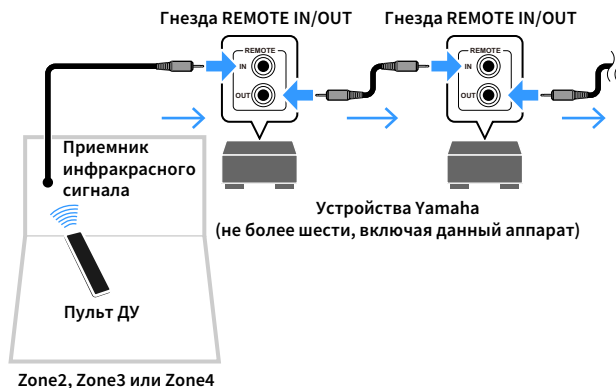 Гнезда REMOTE IN/OUT
Гнезда REMOTE IN/OUT
REMOTE
IN
OUT
REMOTE
IN
OUT
Приемник
инфракрасного
сигнала
Устройства Yamaha
(не более шести, включая данный аппарат)
Пульт ДУ
Zone2, Zone3 или Zone4